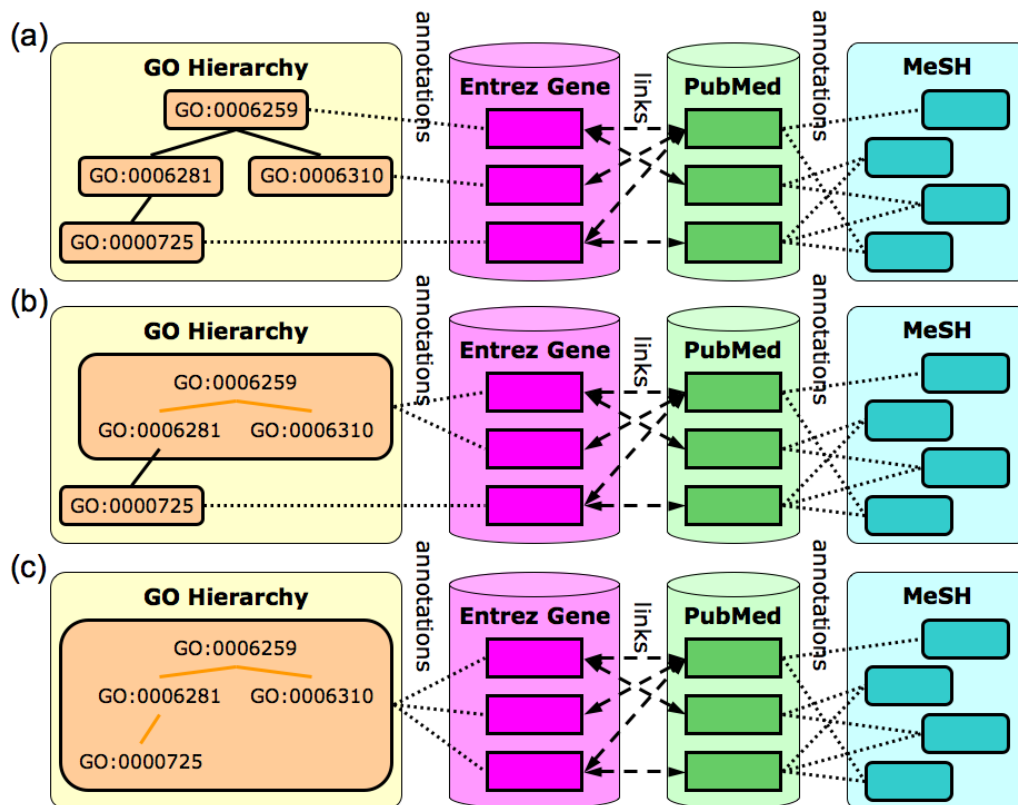 (a)
GO Hierarchy
GO:0006259
GO:0006281
GO:0006310
GO:0000725
annotations
Entrez Gene
links
PubMed
annotations
MeSH
(b)
GO Hierarchy
GO:0006259
GO:0006281
GO:0006310
GO:0000725
annotations
Entrez Gene
links
PubMed
annotations
MeSH
(c)
GO Hierarchy
GO:0006259
GO:0006281
GO:0006310
GO:0000725
annotations
Entrez Gene
links
PubMed
annotations
MeSH